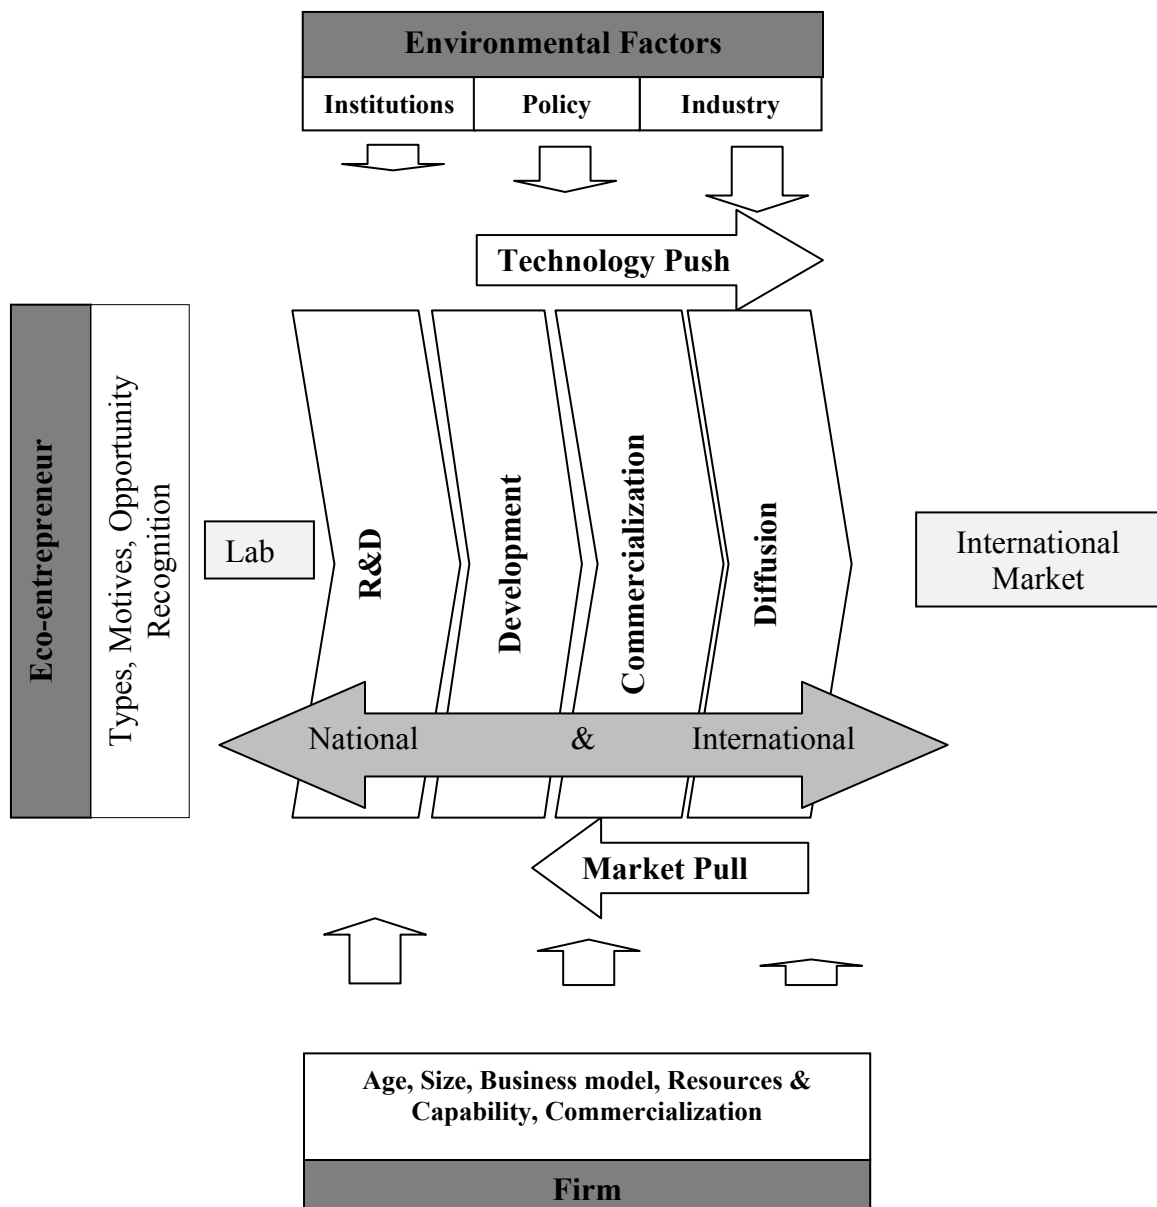 Environmental Factors
Institutions
Policy
Industry
Technology Push
Eco-entrepreneur
Types, Motives, Opportunity
Recognition
Lab
R&D
Development
Commercialization
Diffusion
International
Market
National & International
Market Pull
Age, Size, Business model, Resources &
Capability, Commercialization
Firm